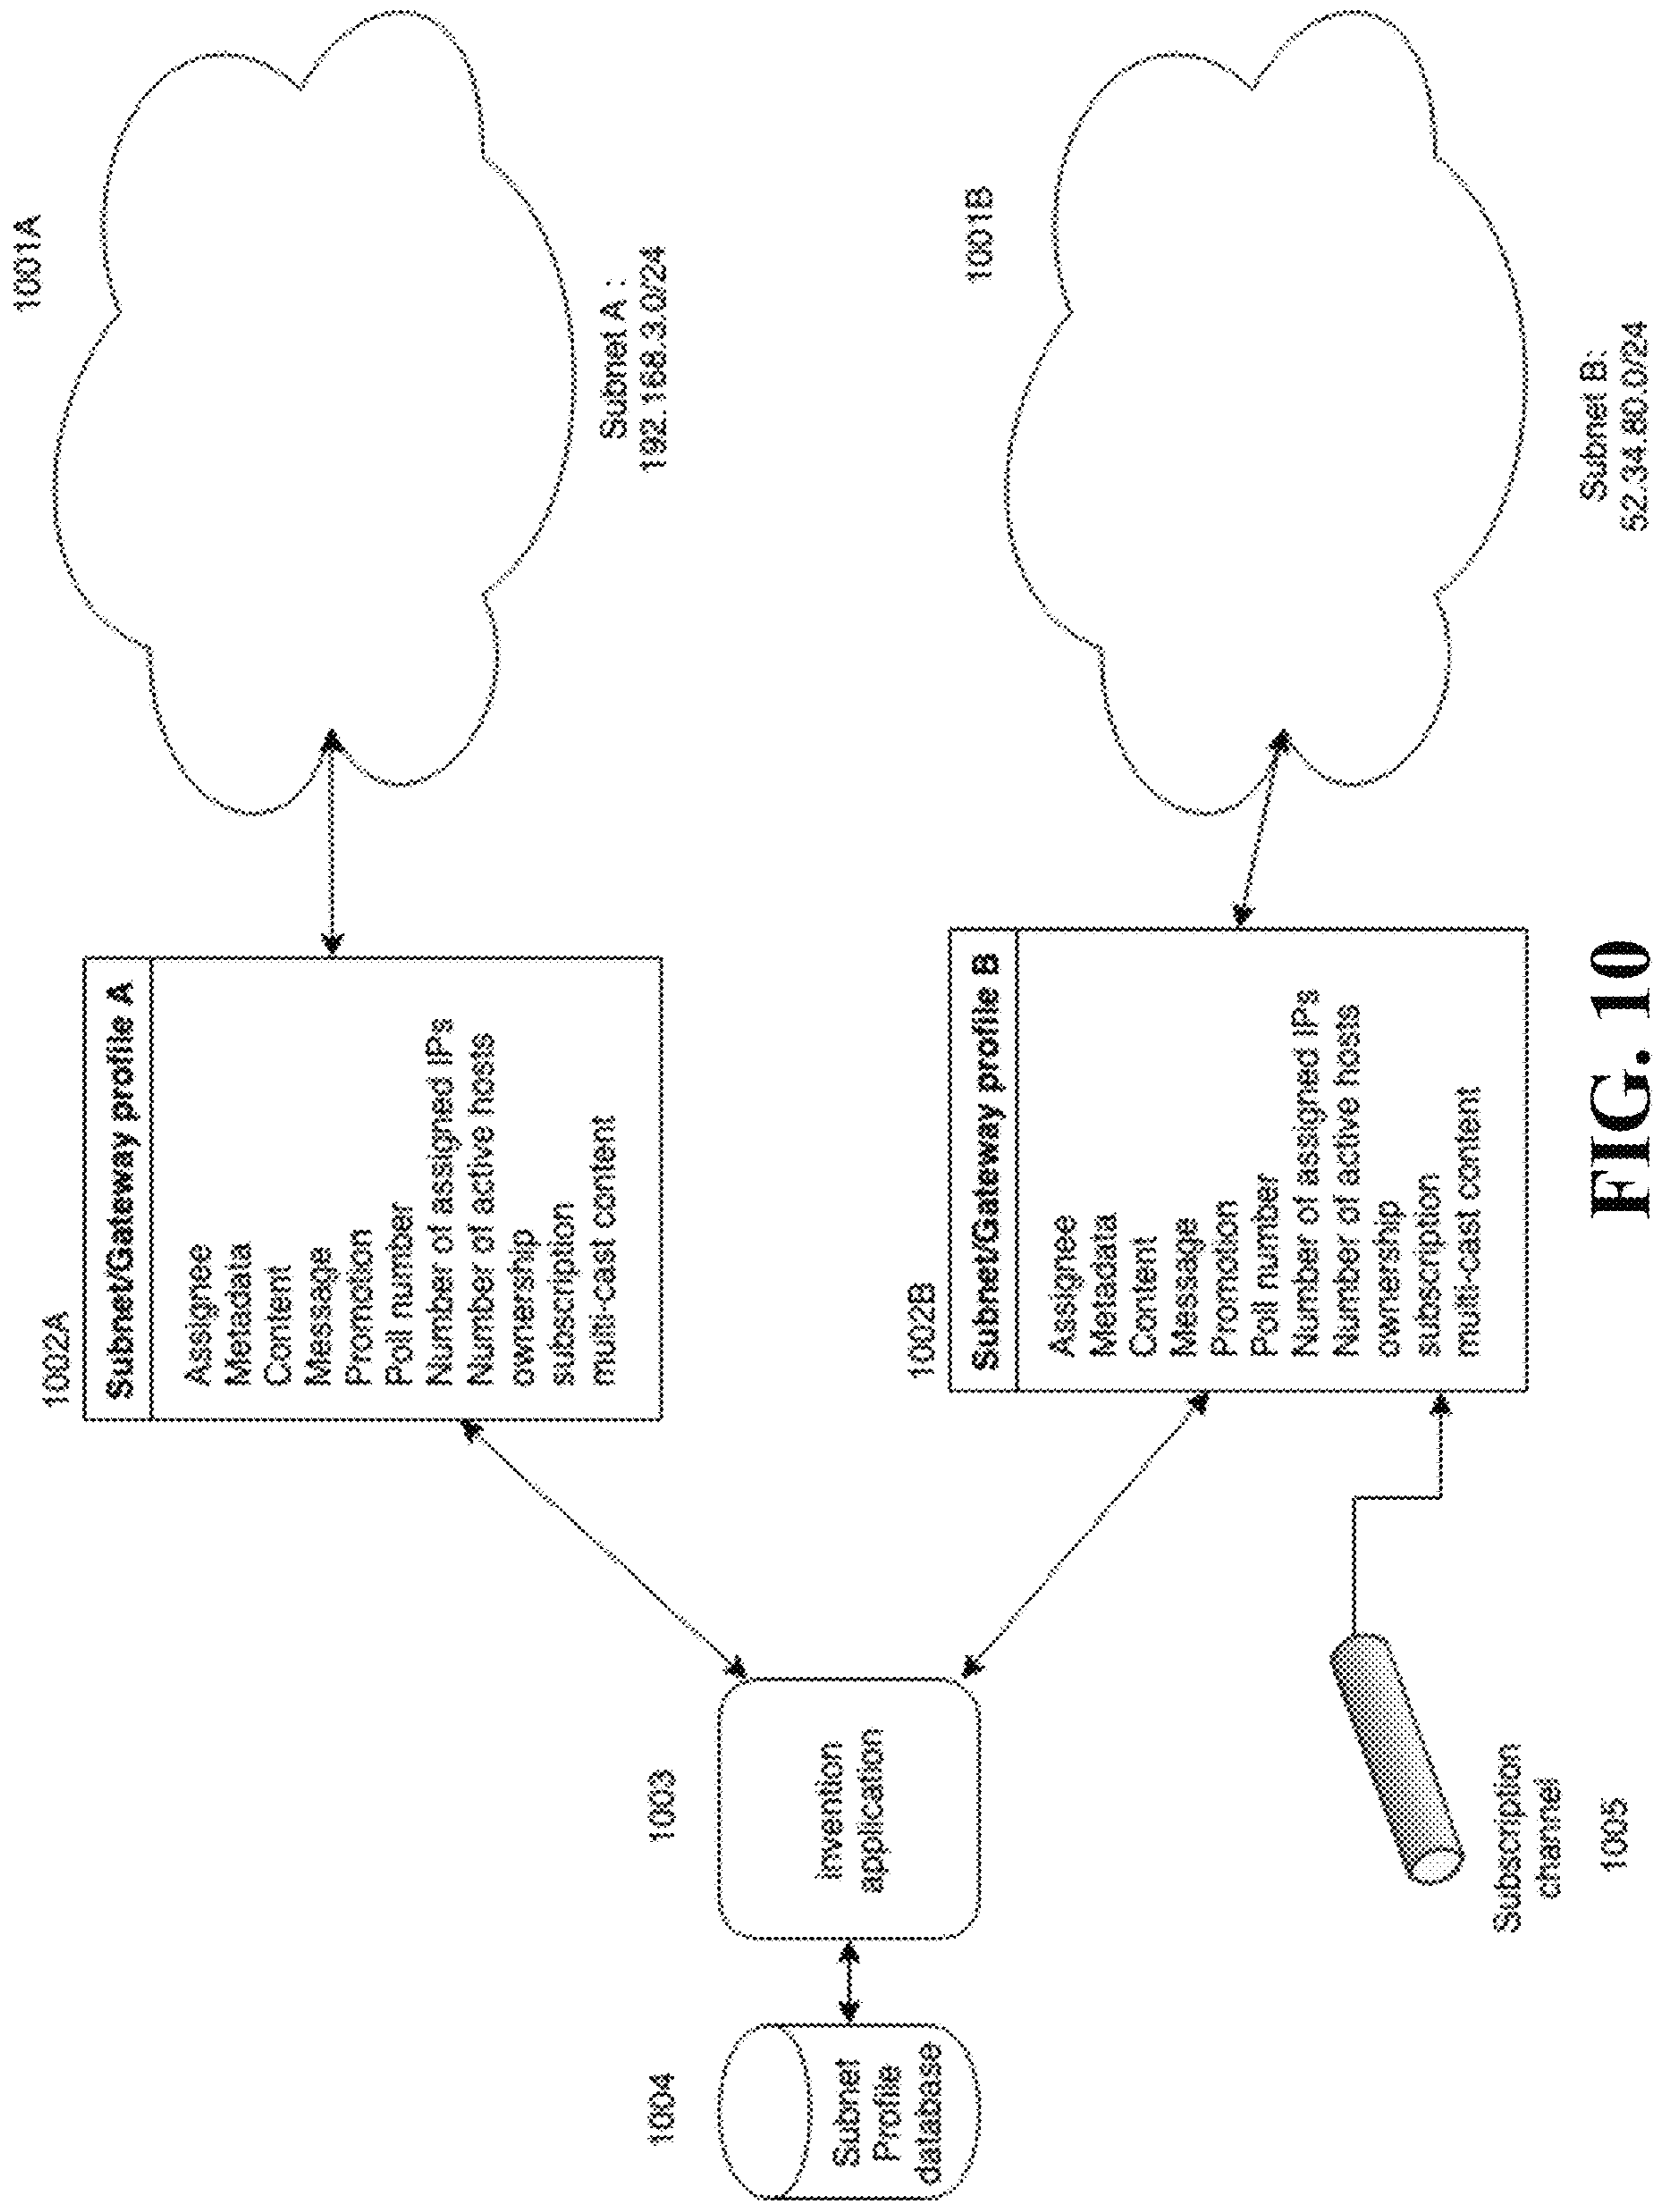 1004
Subnet
Profile
database
1003
Invention
application
1002A
Subnet/Gateway profile A
Assignee
Metadata
Content
Message
Promotion
Poll number
Number of assigned IPs
Number of active hosts
ownership
subscription
multi-cast content
1001A
Subnet A :
192.168.3.0/24
Subscription
channel
1005
1002B
Subnet/Gateway profile B
Assignee
Metadata
Content
Message
Promotion
Poll number
Number of assigned IPs
Number of active hosts
ownership
subscription
multi-cast content
1001B
Subnet B:
52.34.80.0/24
FIG. 10